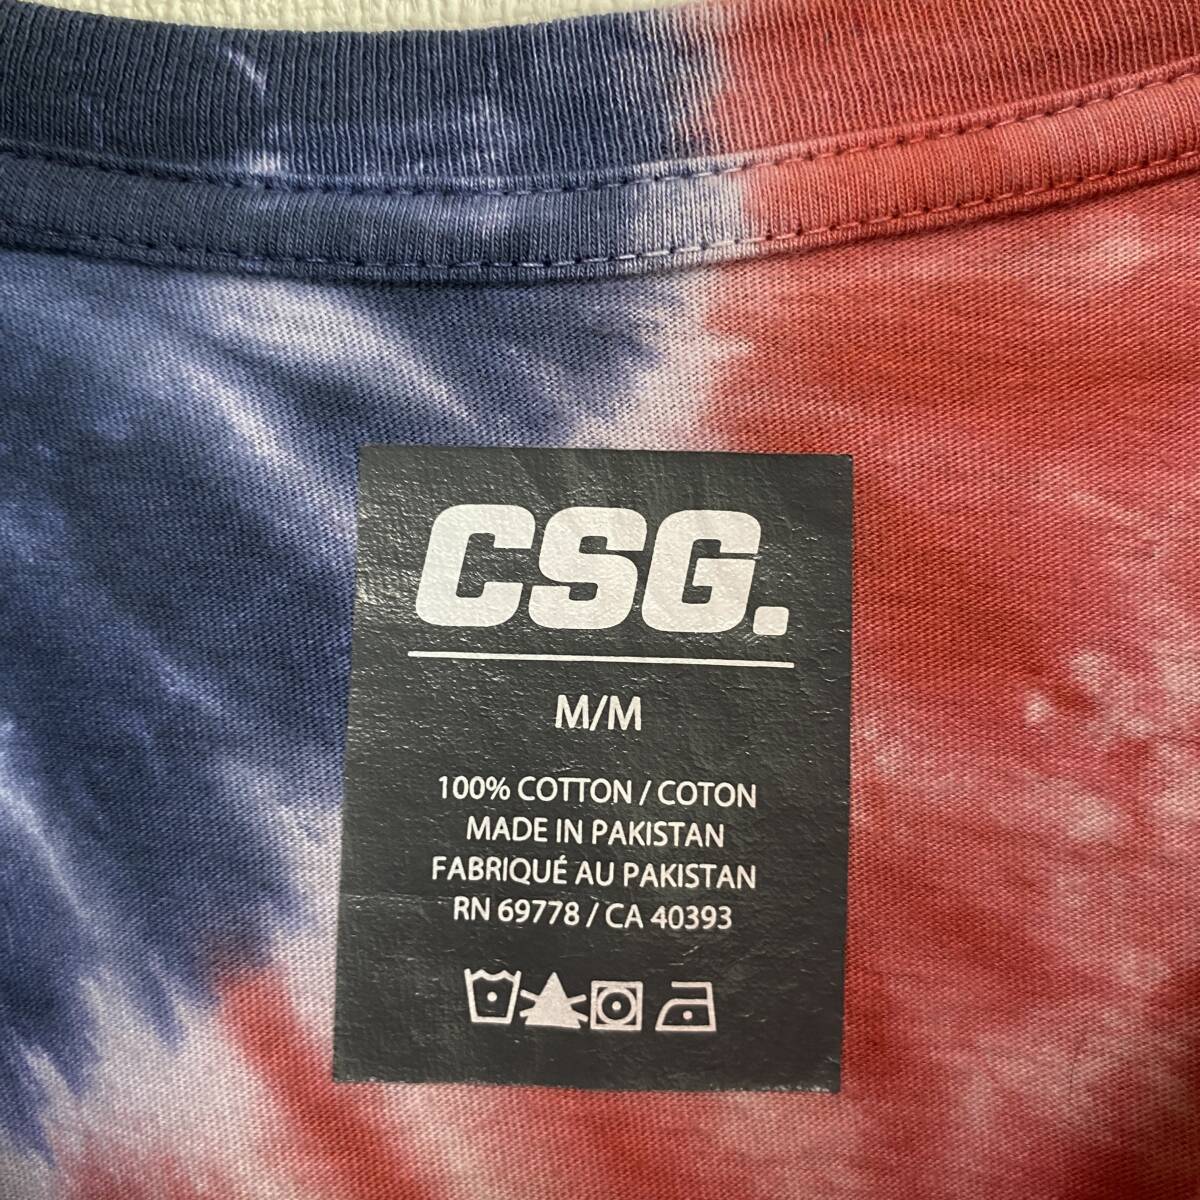 CSG.
M/M
100% COTTON / COTON
MADE IN PAKISTAN
FABRIQUÉ AU PAKISTAN
RN 69778 / CA 40393